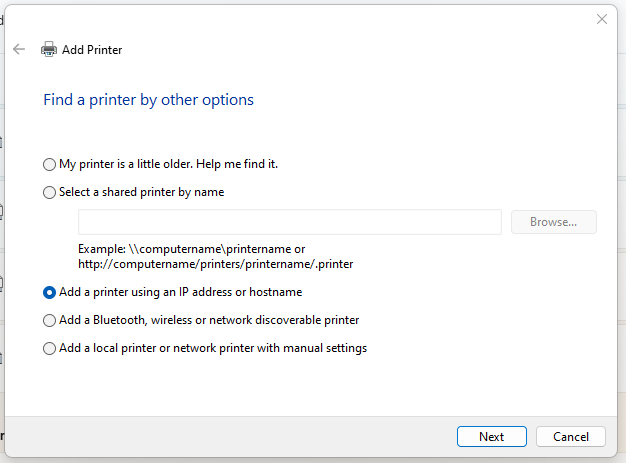 Add Printer
Find a printer by other options
My printer is a little older. Help me find it.
Select a shared printer by name
Browse...
Example: \\computername\printername or
http://computername/printers/printername/.printer
Add a printer using an IP address or hostname
Add a Bluetooth, wireless or network discoverable printer
Add a local printer or network printer with manual settings
Next
Cancel